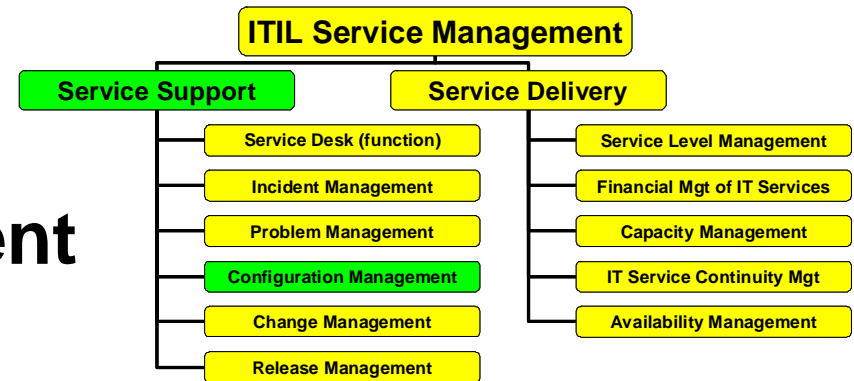 ITIL Service Management
Service Support
Service Delivery
Service Desk (function)
Incident Management
Problem Management
Configuration Management
Change Management
Release Management
Service Level Management
Financial Mgt of IT Services
Capacity Management
IT Service Continuity Mgt
Availability Management
ent